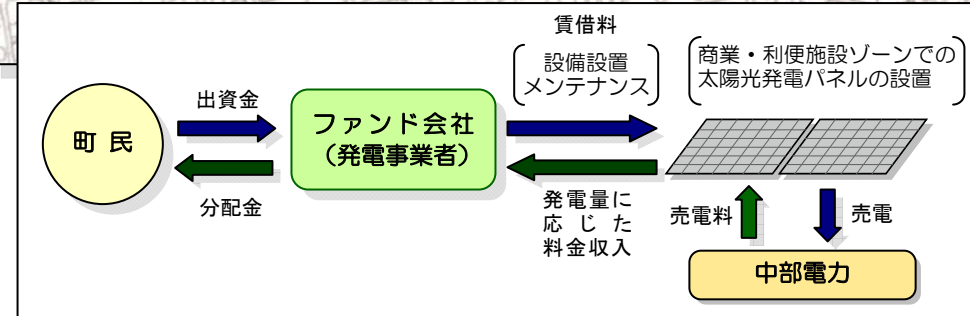 賃借料
設備設置
メンテナンス
商業・利便施設ゾーンでの
太陽光発電パネルの設置
出資金
町民
ファンド会社
（発電事業者）
分配金
発電量に
応じた
料金収入
売電料
売電
中部電力